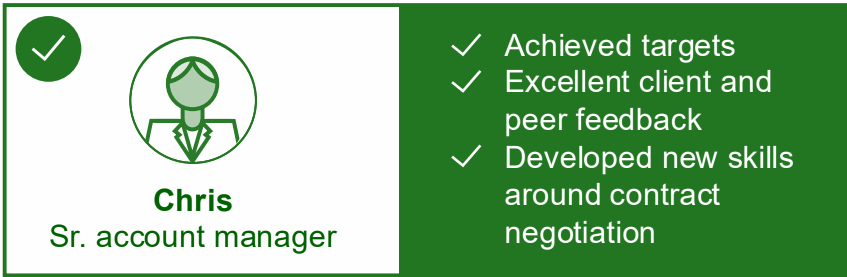 Chris
Sr. account manager
Achieved targets
Excellent client and
peer feedback
Developed new skills
around contract
negotiation